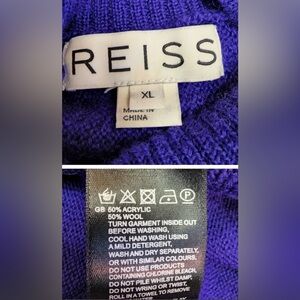 REISS
XL
MADE IN
CHINA
GB 50% ACRYLIC
50% WOOL
TURN GARMENT INSIDE OUT
BEFORE WASHING,
COOL HAND WASH USING
A MILD DETERGENT,
WASH AND DRY SEPARATELY,
OR WITH SIMILAR COLOURS,
DO NOT USE PRODUCTS
CONTAINING CHLORINE BLEACH,
DO NOT PILE WHILST DAMP,
DO NOT WRING OR TWIST,
ROLL IN A TOWEL TO REMOVE